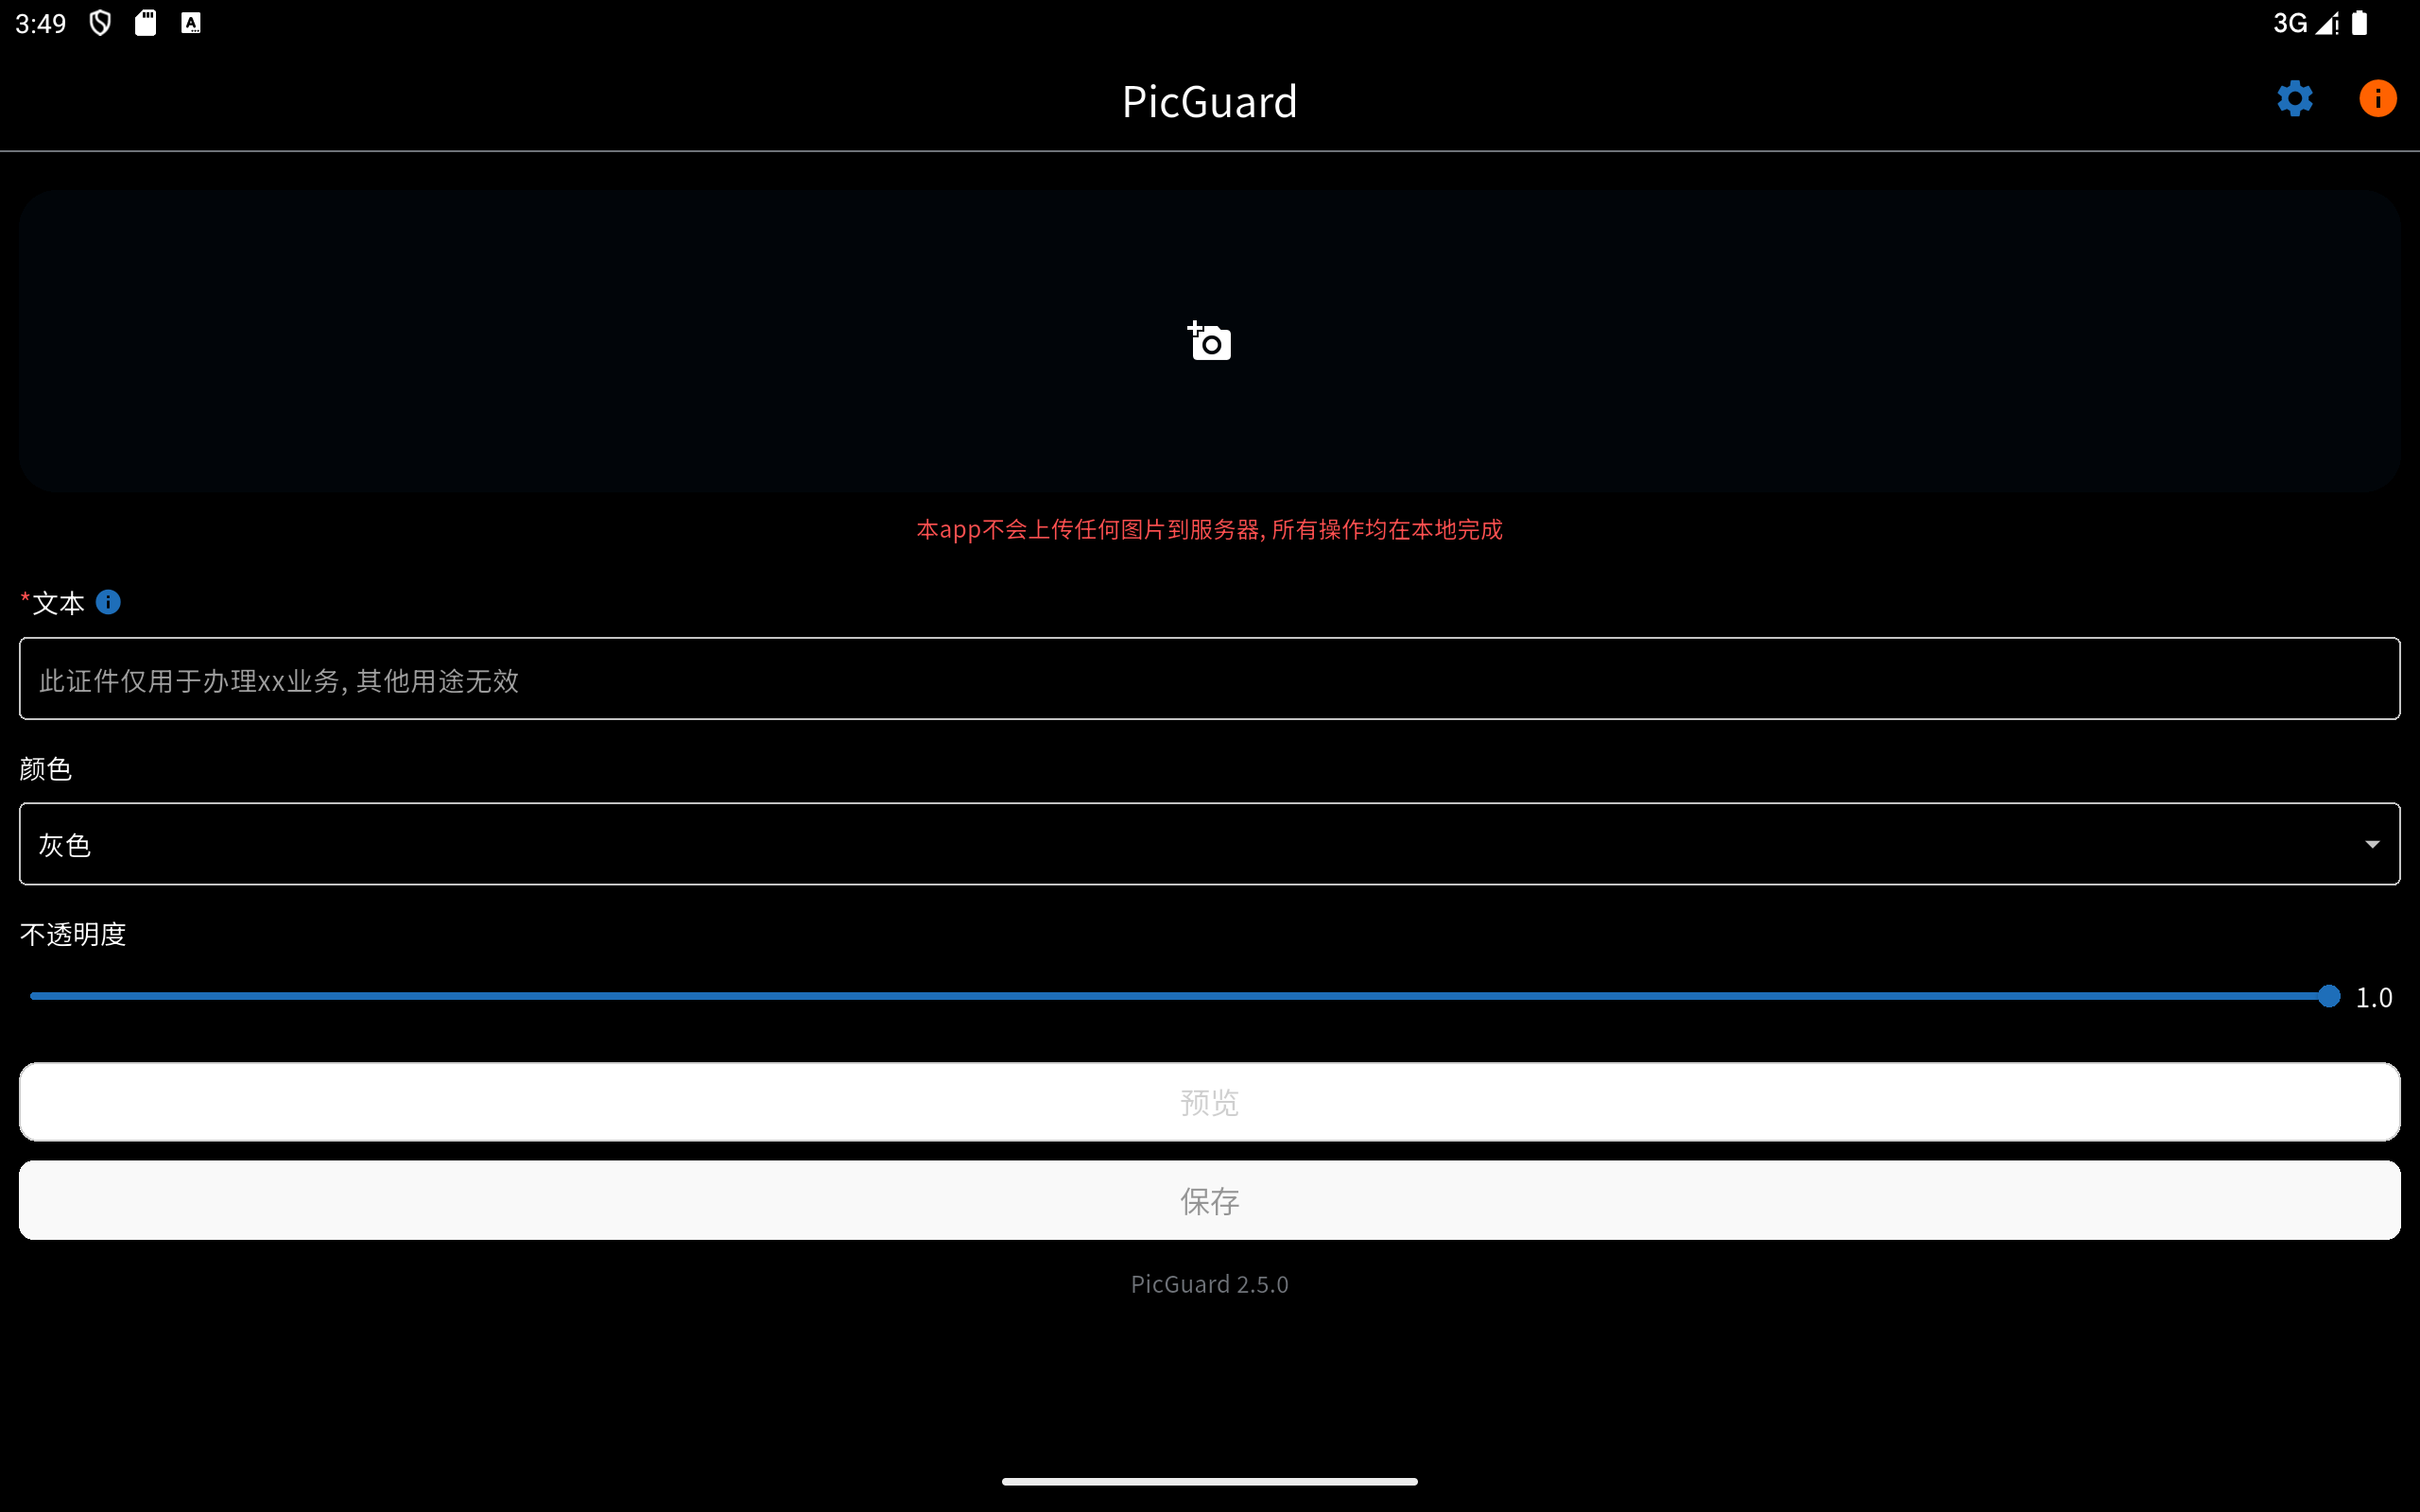 3:49
3G
PicGuard
本app不会上传任何图片到服务器, 所有操作均在本地完成
*文本
此证件仅用于办理xx业务, 其他用途无效
颜色
灰色
不透明度
1.0
预览
保存
PicGuard 2.5.0